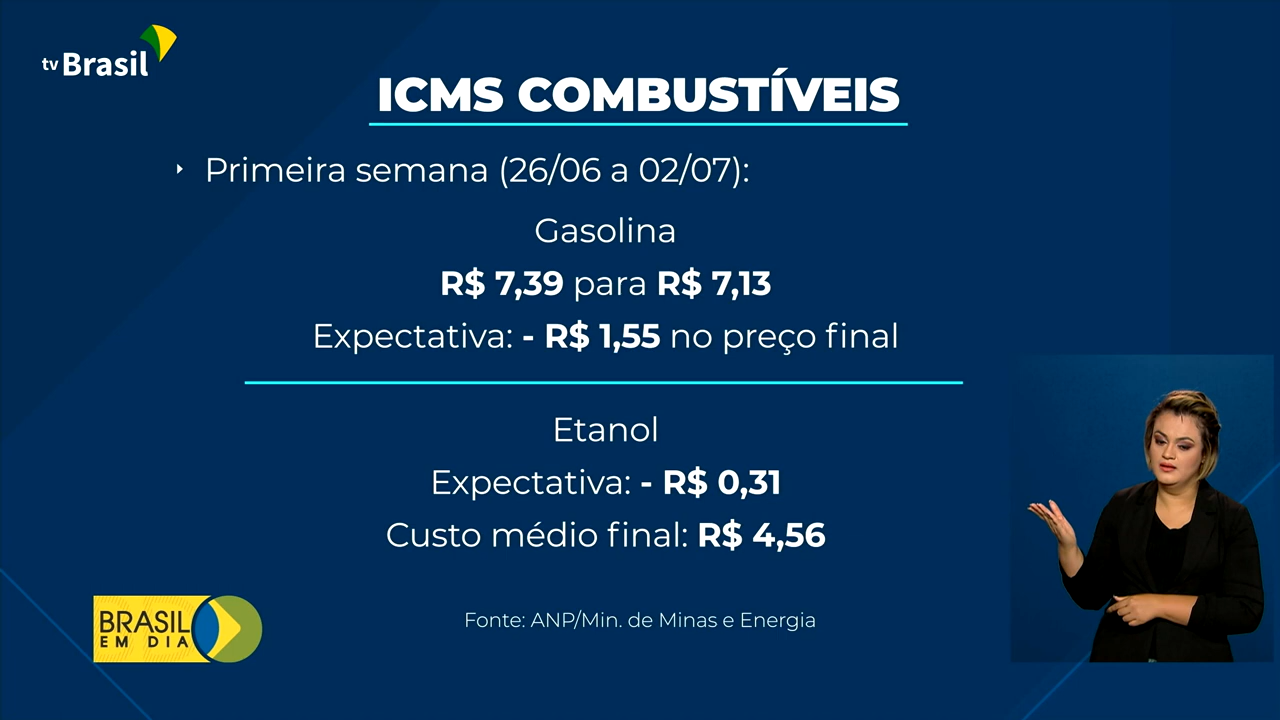 tv Brasil
ICMS COMBUSTÍVEIS
Primeira semana (26/06 a 02/07):
Gasolina
R$ 7,39 para R$ 7,13
Expectativa: - R$ 1,55 no preço final
Etanol
Expectativa: - R$ 0,31
Custo médio final: R$ 4,56
Fonte: ANP/Min. de Minas e Energia
BRASIL
EM DIA